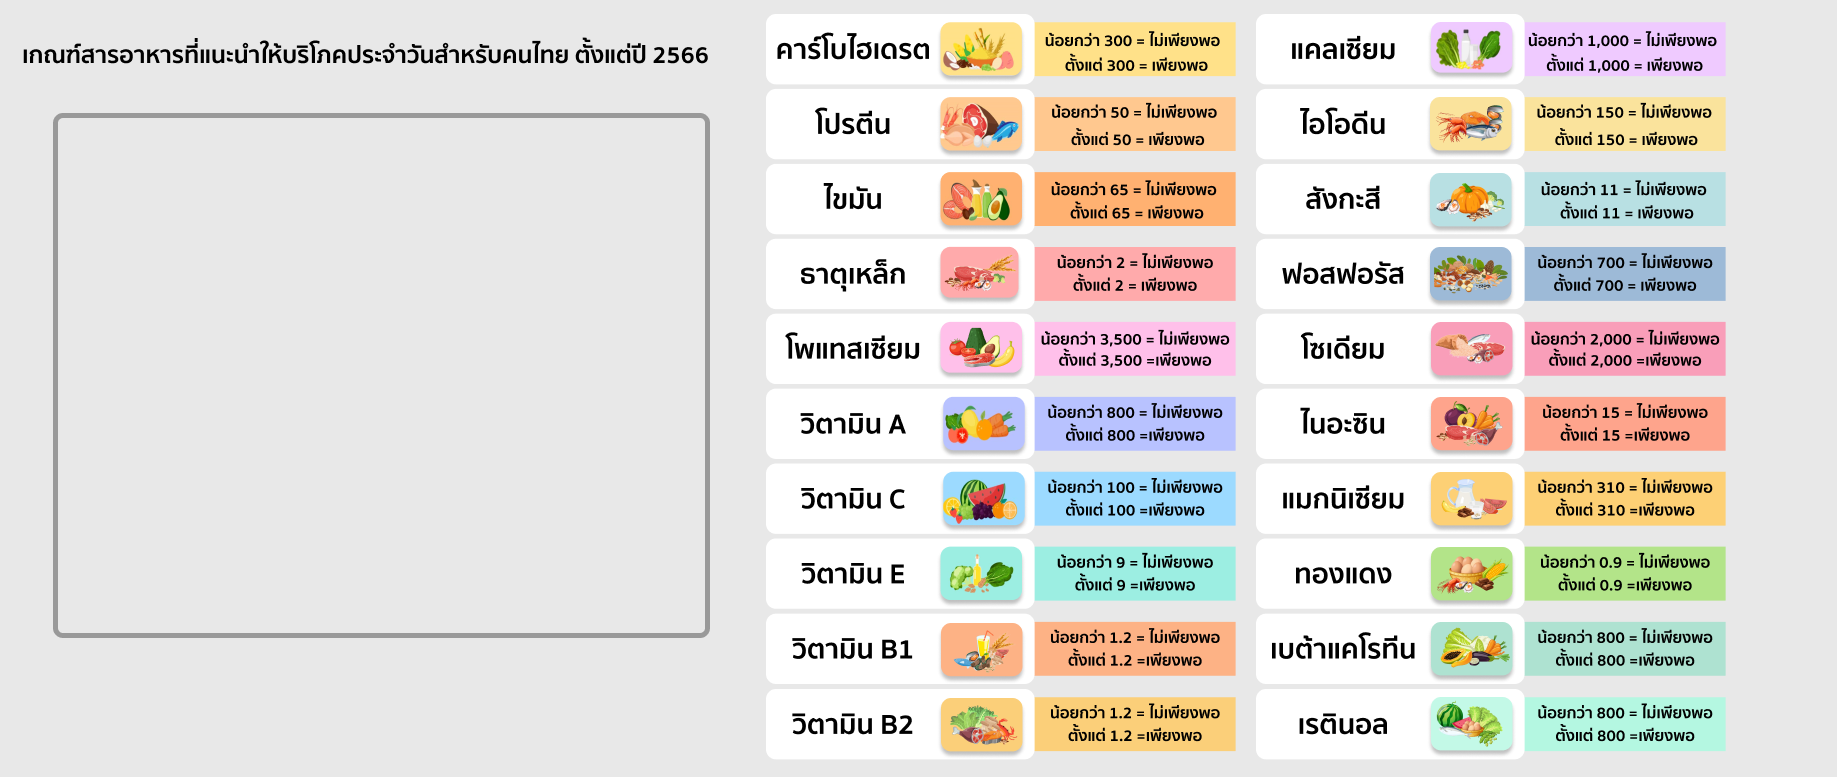 เกณฑ์สารอาหารที่แนะนำให้บริโภคประจำวันสำหรับคนไทย ตั้งแต่ปี 2566
คาร์โบไฮเดรต
น้อยกว่า 300 = ไม่เพียงพอ
ตั้งแต่ 300 = เพียงพอ
โปรตีน
น้อยกว่า 50 = ไม่เพียงพอ
ตั้งแต่ 50 = เพียงพอ
ไขมัน
น้อยกว่า 65 = ไม่เพียงพอ
ตั้งแต่ 65 = เพียงพอ
ธาตุเหล็ก
น้อยกว่า 2 = ไม่เพียงพอ
ตั้งแต่ 2 = เพียงพอ
โพแทสเซียม
น้อยกว่า 3,500 = ไม่เพียงพอ
ตั้งแต่ 3,500 =เพียงพอ
วิตามิน A
น้อยกว่า 800 = ไม่เพียงพอ
ตั้งแต่ 800 =เพียงพอ
วิตามิน C
น้อยกว่า 100 = ไม่เพียงพอ
ตั้งแต่ 100 =เพียงพอ
วิตามิน E
น้อยกว่า 9 = ไม่เพียงพอ
ตั้งแต่ 9 =เพียงพอ
วิตามิน B1
น้อยกว่า 1.2 = ไม่เพียงพอ
ตั้งแต่ 1.2 =เพียงพอ
วิตามิน B2
น้อยกว่า 1.2 = ไม่เพียงพอ
ตั้งแต่ 1.2 =เพียงพอ
แคลเซียม
น้อยกว่า 1,000 = ไม่เพียงพอ
ตั้งแต่ 1,000 = เพียงพอ
ไอโอดีน
น้อยกว่า 150 = ไม่เพียงพอ
ตั้งแต่ 150 = เพียงพอ
สังกะสี
น้อยกว่า 11 = ไม่เพียงพอ
ตั้งแต่ 11 = เพียงพอ
ฟอสฟอรัส
น้อยกว่า 700 = ไม่เพียงพอ
ตั้งแต่ 700 = เพียงพอ
โซเดียม
น้อยกว่า 2,000 = ไม่เพียงพอ
ตั้งแต่ 2,000 =เพียงพอ
ไนอะซิน
น้อยกว่า 15 = ไม่เพียงพอ
ตั้งแต่ 15 =เพียงพอ
แมกนิเซียม
น้อยกว่า 310 = ไม่เพียงพอ
ตั้งแต่ 310 =เพียงพอ
ทองแดง
น้อยกว่า 0.9 = ไม่เพียงพอ
ตั้งแต่ 0.9 =เพียงพอ
เบต้าแคโรทีน
น้อยกว่า 800 = ไม่เพียงพอ
ตั้งแต่ 800 =เพียงพอ
เรตินอล
น้อยกว่า 800 = ไม่เพียงพอ
ตั้งแต่ 800 =เพียงพอ